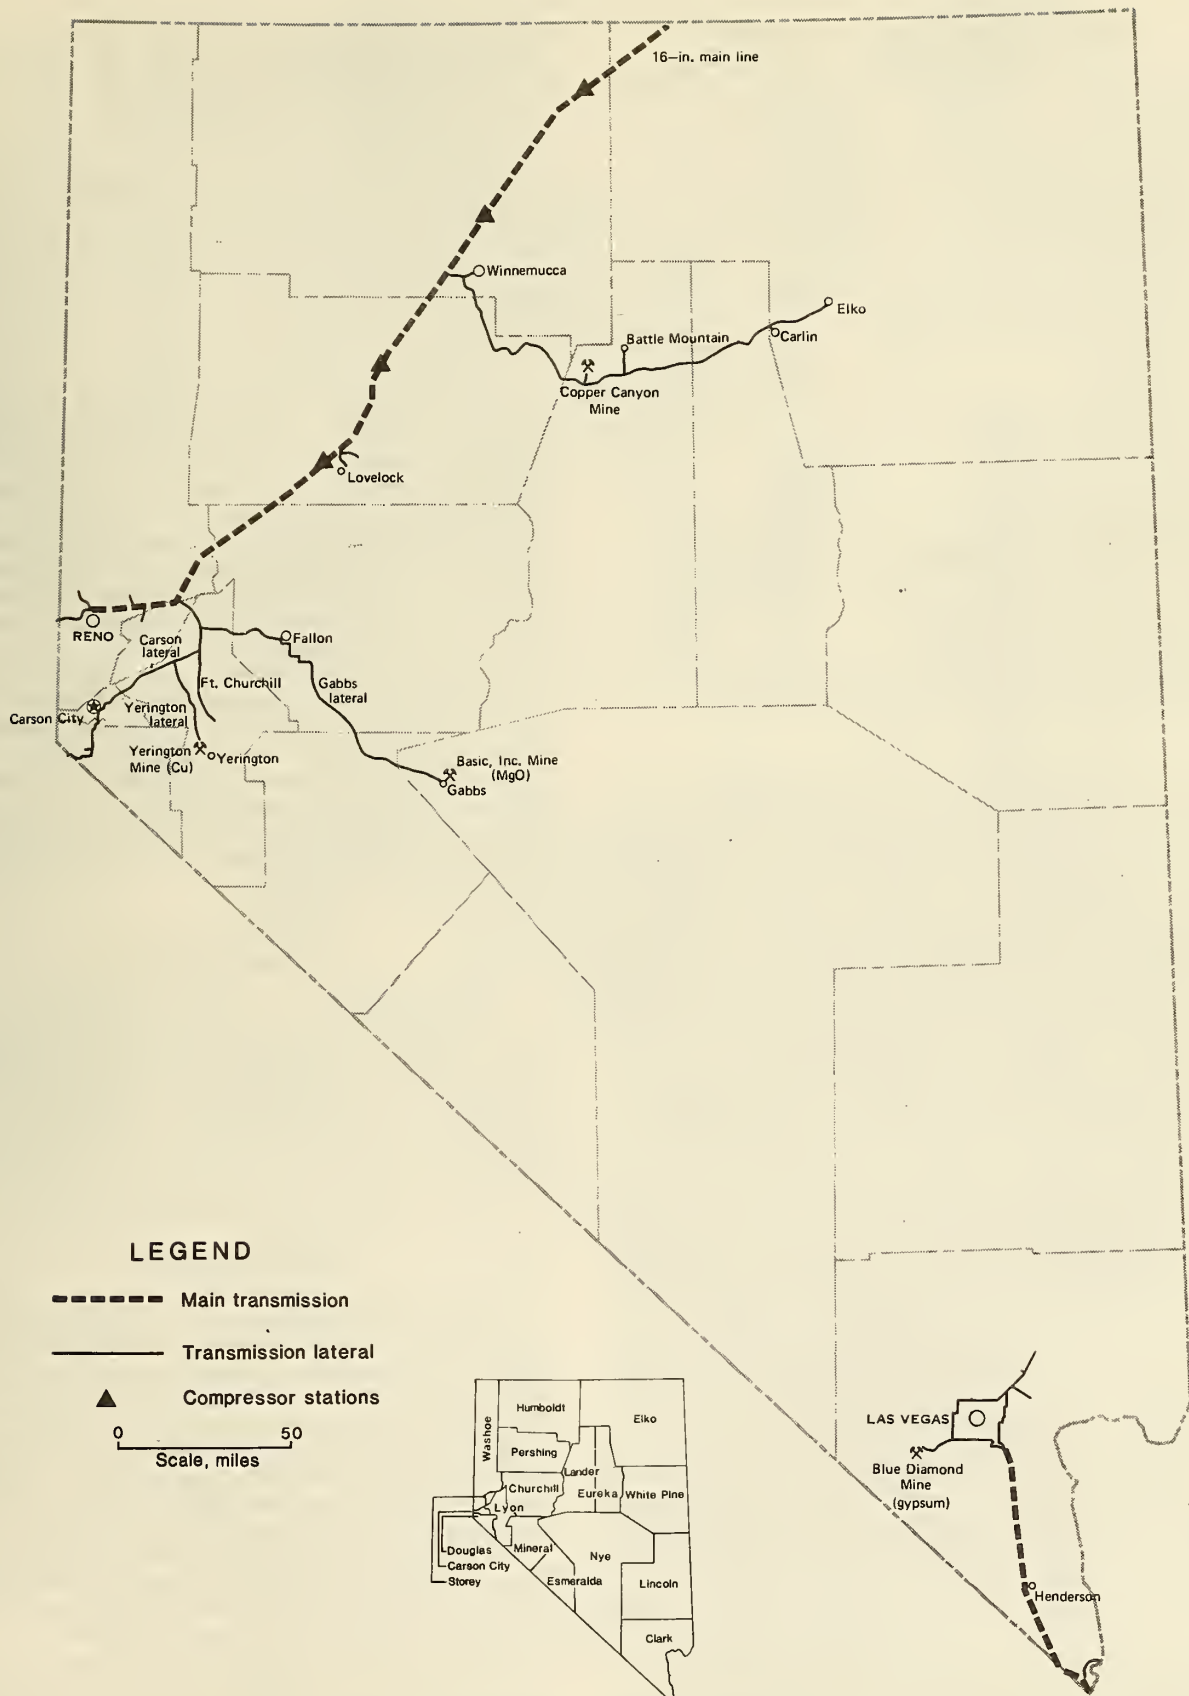 16-in. main line
Winnemucca
Elko
Battle Mountain
Carlin
Copper Canyon
Mine
Lovelock
RENO
Carson
lateral
Fallon
Ft. Churchill
Gabbs
lateral
Carson City
Yerington
lateral
Yerington
Mine (Cu)
Yerington
Basic, Inc. Mine
(MgO)
Gabbs
LEGEND
Main transmission
Transmission lateral
Compressor stations
0 50
Scale, miles
LAS VEGAS
Blue Diamond
Mine
(gypsum)
Henderson
Washoe
Humboldt
Elko
Pershing
Lander
Churchill
Eureka
White Pine
Lyon
Douglas
Carson City
Storey
Mineral
Nye
Esmeralda
Lincoln
Clark